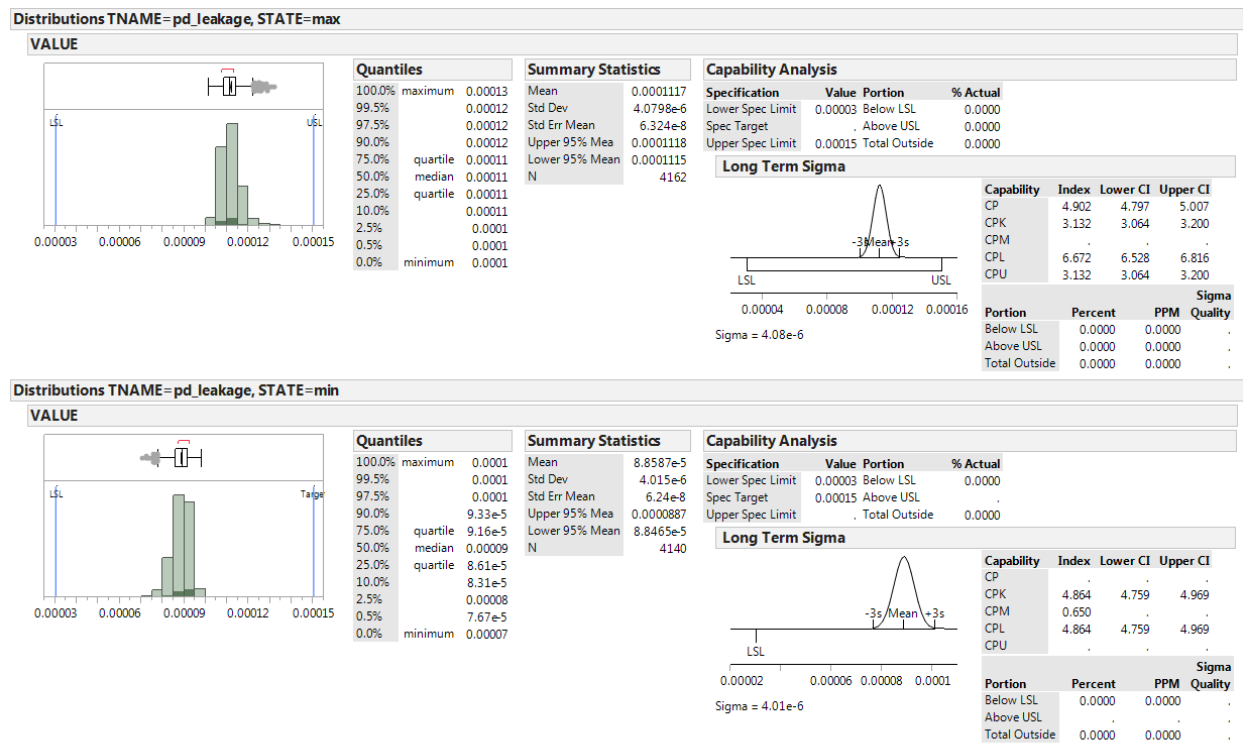 Distributions TNAME=pd_leakage, STATE=max
VALUE
LSL USL
0.00003 0.00006 0.00009 0.00012 0.00015
Quantiles
100.0% maximum 0.00013
99.5% 0.00012
97.5% 0.00012
90.0% 0.00012
75.0% quartile 0.00011
50.0% median 0.00011
25.0% quartile 0.00011
10.0% 0.00011
2.5% 0.0001
0.5% 0.0001
0.0% minimum 0.0001
Summary Statistics
Mean 0.0001117
Std Dev 4.0798e-6
Std Err Mean 6.324e-8
Upper 95% Mea 0.0001118
Lower 95% Mean 0.0001115
N 4162
Capability Analysis
Specification Value Portion % Actual
Lower Spec Limit 0.00003 Below LSL 0.0000
Spec Target . Above USL 0.0000
Upper Spec Limit 0.00015 Total Outside 0.0000
Long Term Sigma
-3s Mean +3s
LSL USL
0.00004 0.00008 0.00012 0.00016
Sigma = 4.08e-6
Capability Index Lower CI Upper CI
CP 4.902 4.797 5.007
CPK 3.132 3.064 3.200
CPM . . .
CPL 6.672 6.528 6.816
CPU 3.132 3.064 3.200
Sigma
Portion Percent PPM Quality
Below LSL 0.0000 0.0000 .
Above USL 0.0000 0.0000 .
Total Outside 0.0000 0.0000 .
Distributions TNAME=pd_leakage, STATE=min
VALUE
LSL Targe
0.00003 0.00006 0.00009 0.00012 0.00015
Quantiles
100.0% maximum 0.0001
99.5% 0.0001
97.5% 0.0001
90.0% 9.33e-5
75.0% quartile 9.16e-5
50.0% median 0.00009
25.0% quartile 8.61e-5
10.0% 8.31e-5
2.5% 0.00008
0.5% 7.67e-5
0.0% minimum 0.00007
Summary Statistics
Mean 8.8587e-5
Std Dev 4.015e-6
Std Err Mean 6.24e-8
Upper 95% Mea 0.0000887
Lower 95% Mean 8.8465e-5
N 4140
Capability Analysis
Specification Value Portion % Actual
Lower Spec Limit 0.00003 Below LSL 0.0000
Spec Target 0.00015 Above USL .
Upper Spec Limit . Total Outside 0.0000
Long Term Sigma
-3s Mean +3s
LSL
0.00002 0.00006 0.00008 0.0001
Sigma = 4.01e-6
Capability Index Lower CI Upper CI
CP . . .
CPK 4.864 4.759 4.969
CPM 0.650 . .
CPL 4.864 4.759 4.969
CPU . . .
Sigma
Portion Percent PPM Quality
Below LSL 0.0000 0.0000 .
Above USL . . .
Total Outside 0.0000 0.0000 .